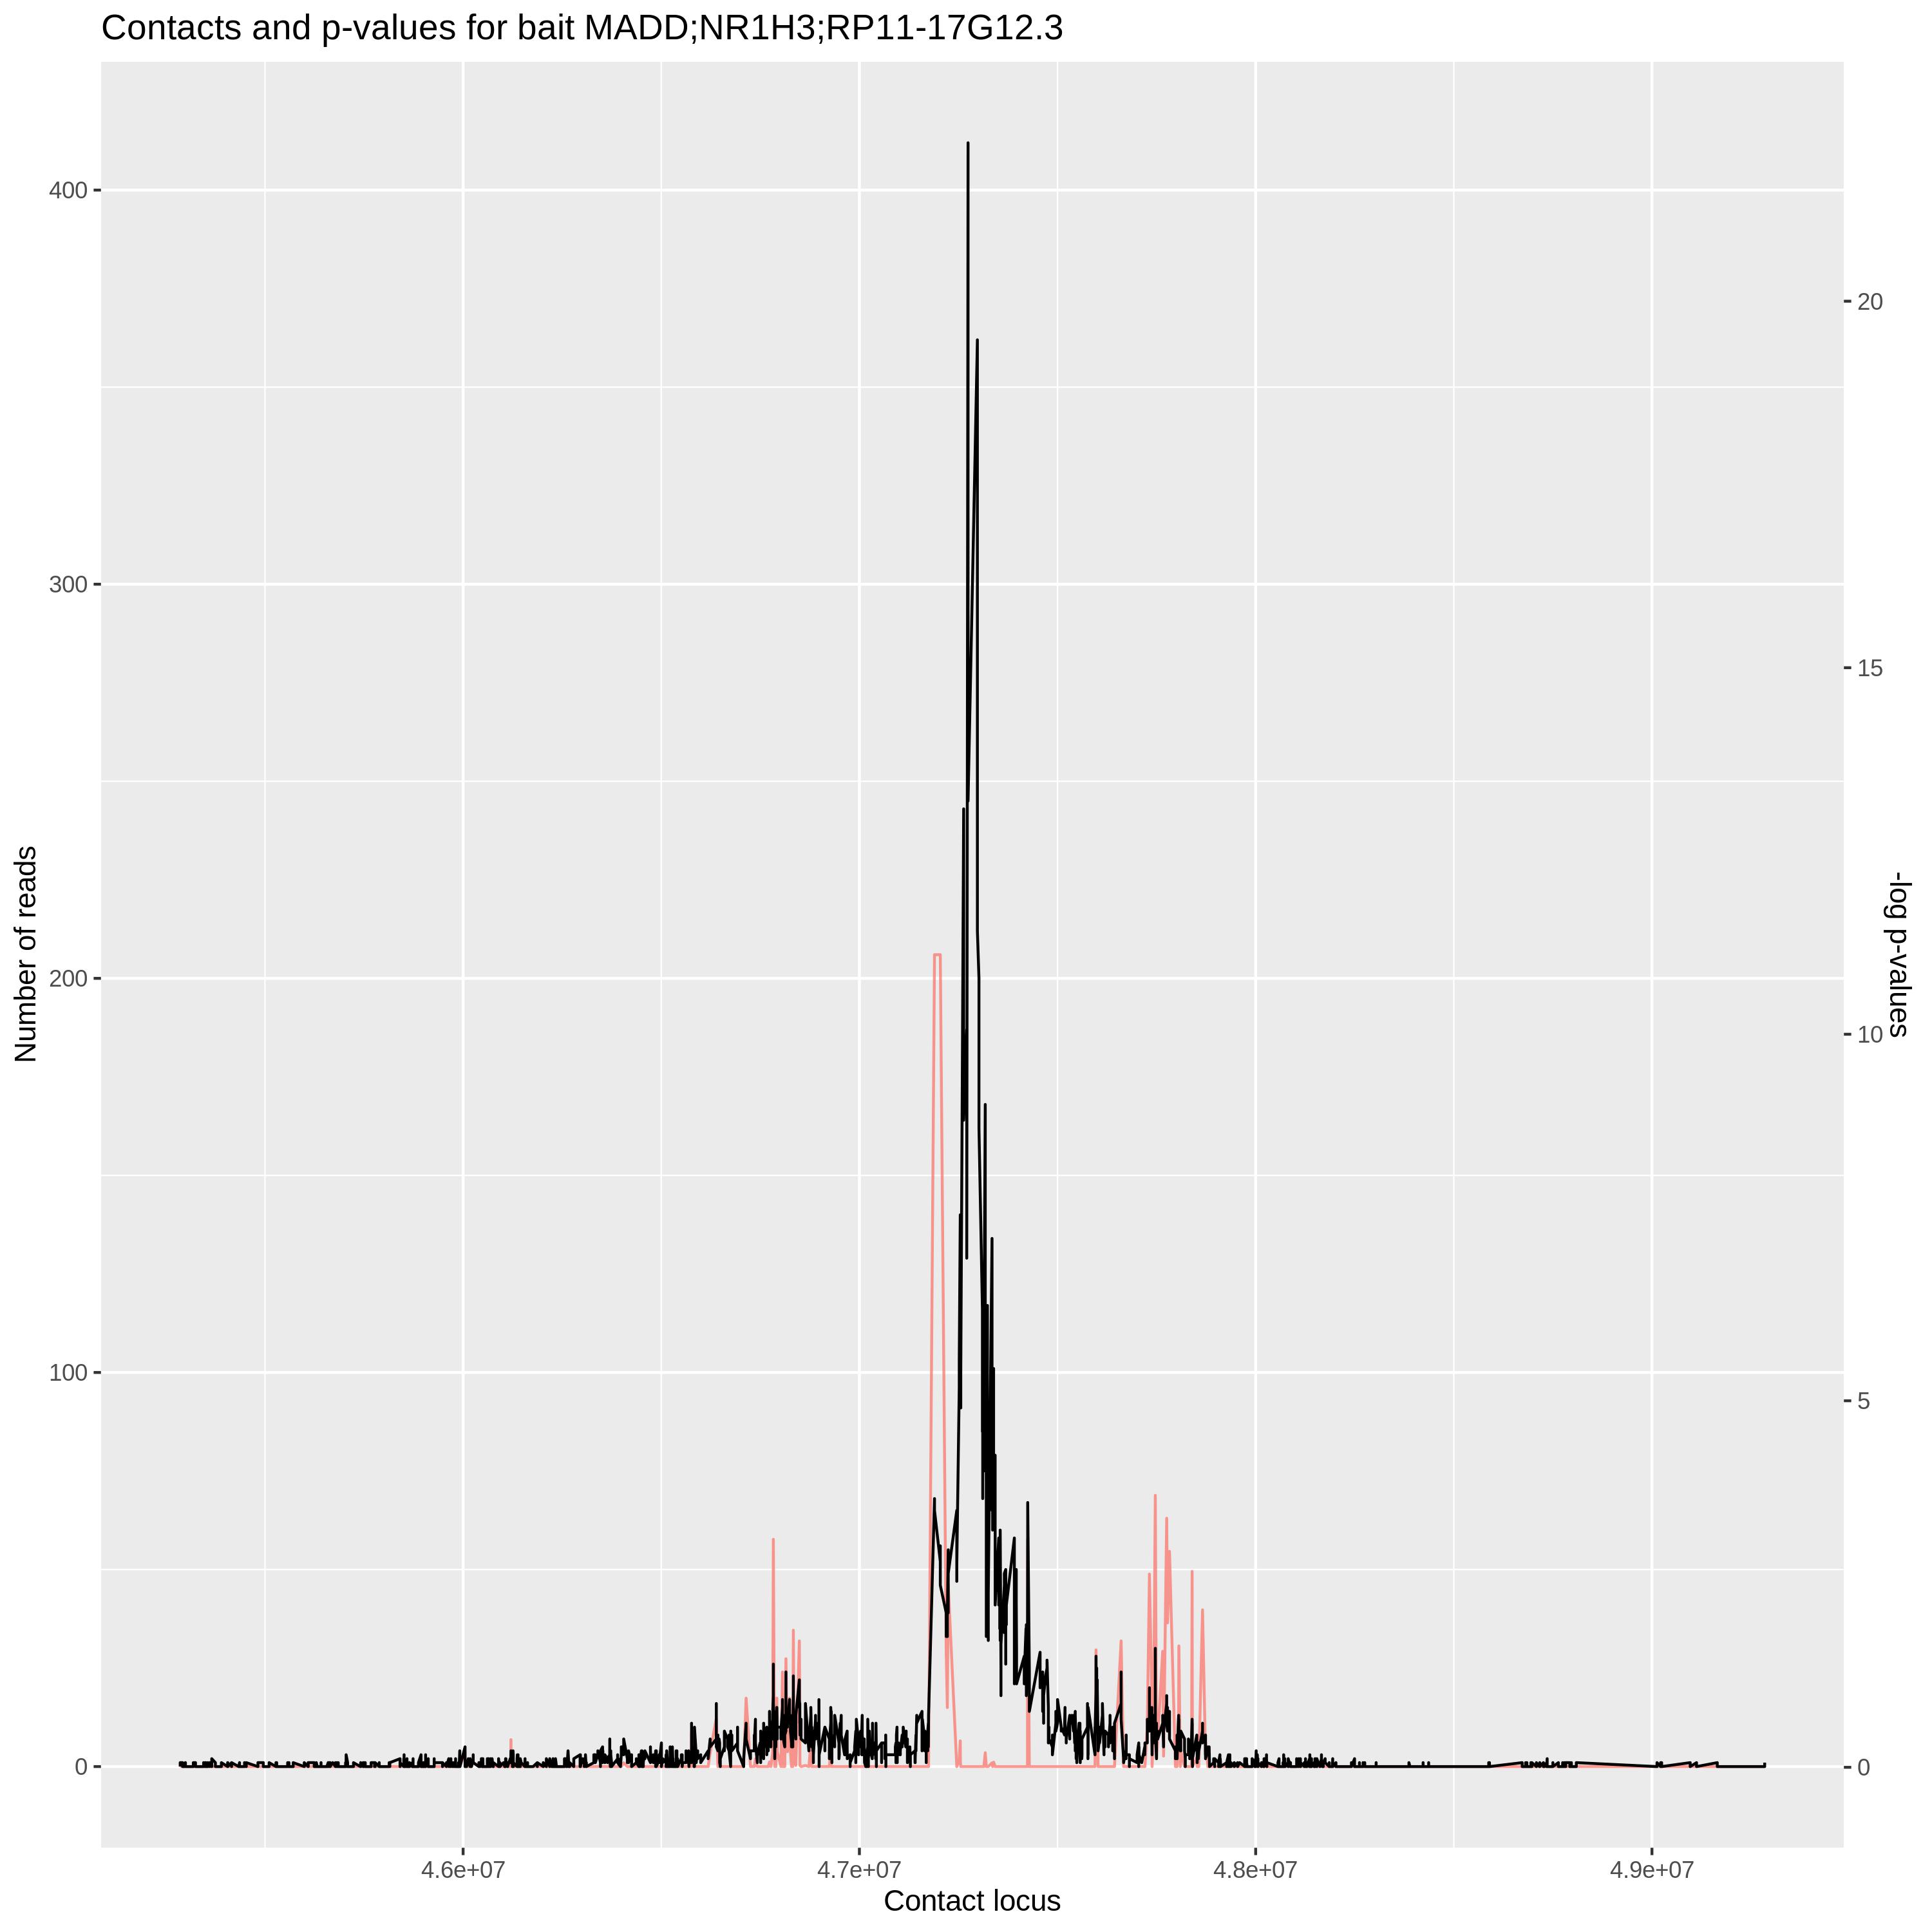 Contacts and p-values for bait MADD;NR1H3;RP11-17G12.3
Number of reads
400
300
200
100
0
-log p-values
20
15
10
5
0
4.6e+07 4.7e+07 4.8e+07 4.9e+07
Contact locus